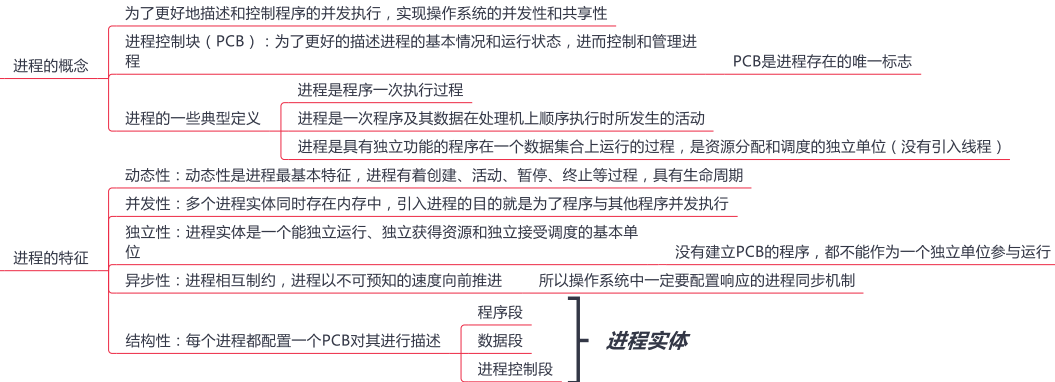 为了更好地描述和控制程序的并发执行，实现操作系统的并发性和共享性
进程控制块（PCB）：为了更好的描述进程的基本情况和运行状态，进而控制和管理进
程
PCB是进程存在的唯一标志
进程的概念
进程是程序一次执行过程
进程的一些典型定义
进程是一次程序及其数据在处理机上顺序执行时所发生的活动
进程是具有独立功能的程序在一个数据集合上运行的过程，是资源分配和调度的独立单位（没有引入线程）
动态性：动态性是进程最基本特征，进程有着创建、活动、暂停、终止等过程，具有生命周期
并发性：多个进程实体同时存在内存中，引入进程的目的就是为了程序与其他程序并发执行
独立性：进程实体是一个能独立运行、独立获得资源和独立接受调度的基本单
位
没有建立PCB的程序，都不能作为一个独立单位参与运行
进程的特征
异步性：进程相互制约，进程以不可预知的速度向前推进
所以操作系统中一定要配置响应的进程同步机制
结构性：每个进程都配置一个PCB对其进行描述
程序段
数据段
进程控制段
进程实体